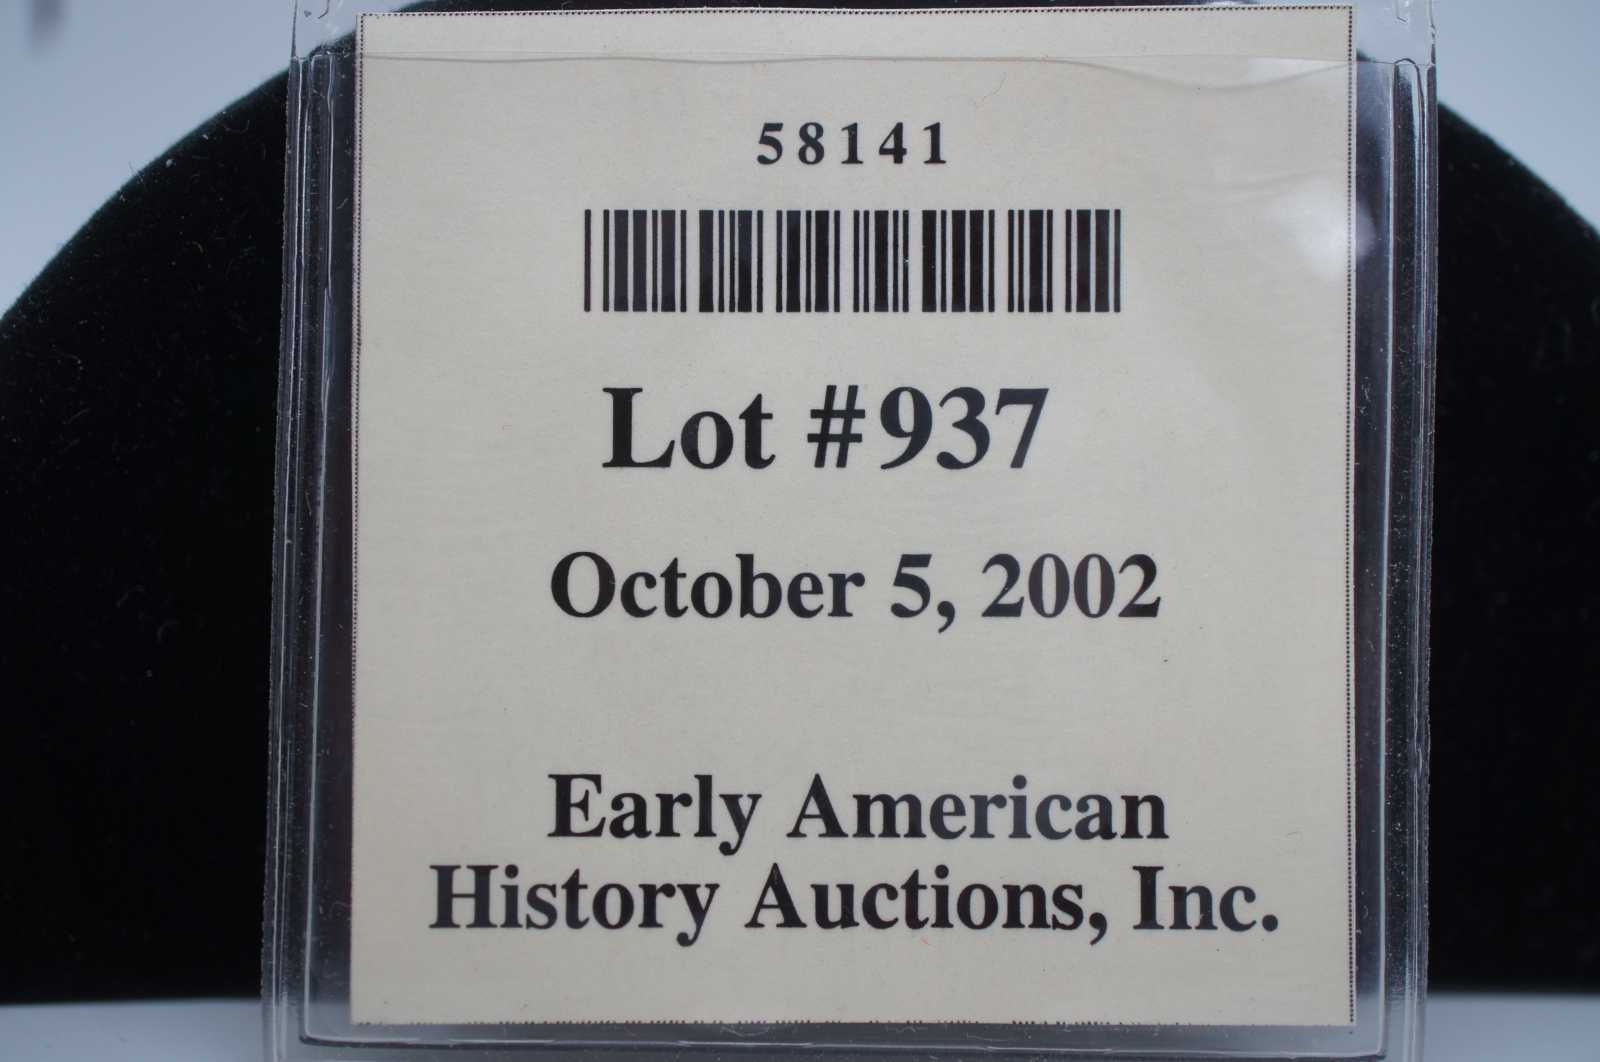 58141
Lot #937
October 5, 2002
Early American
History Auctions, Inc.